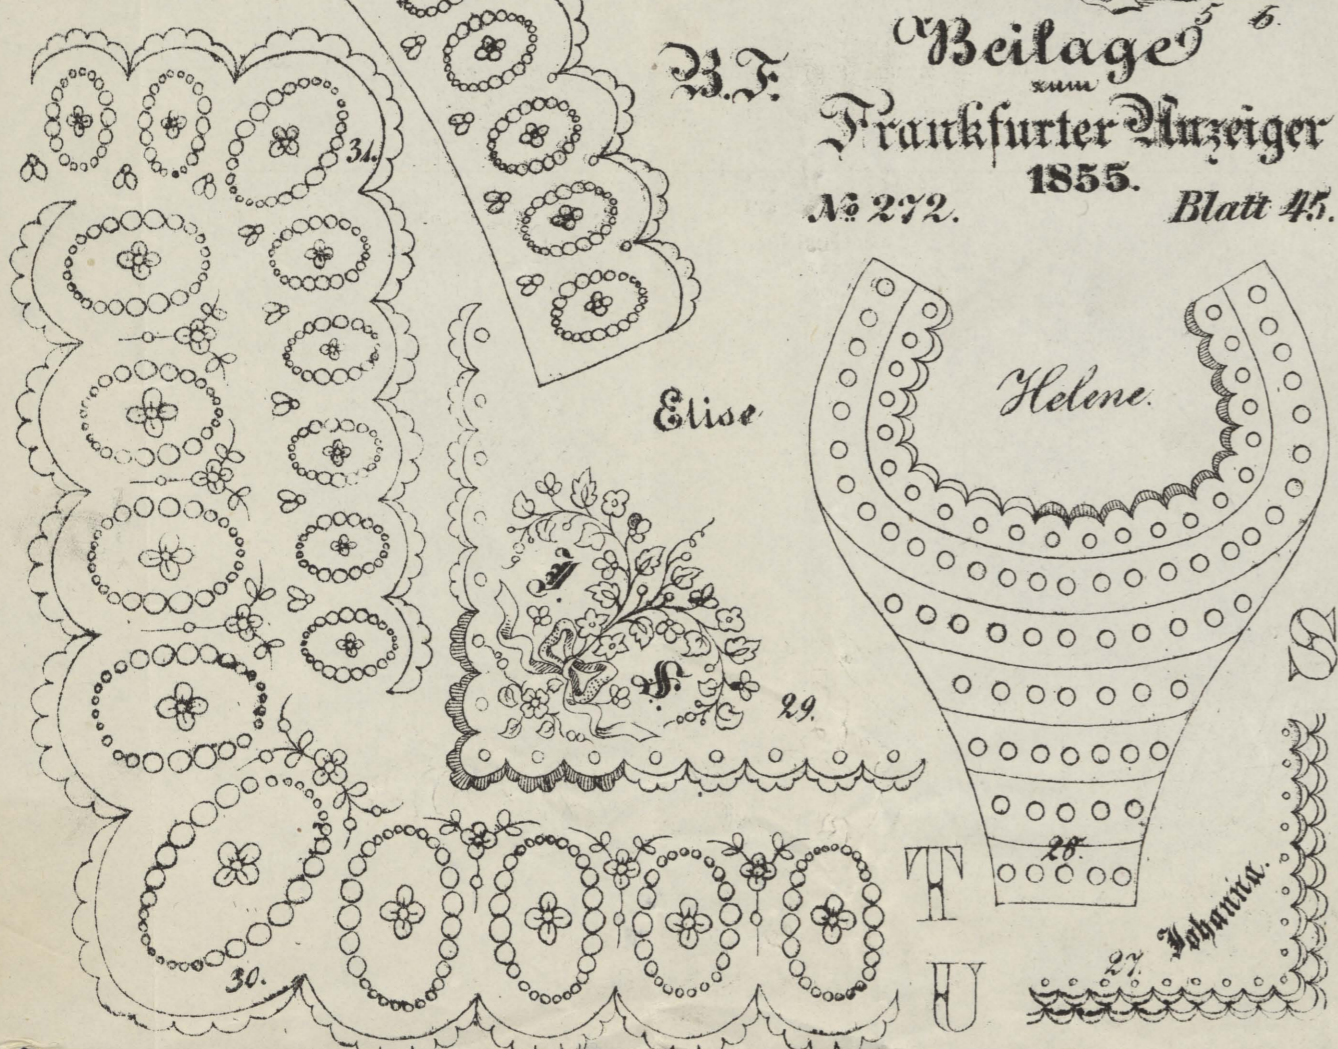 5 6.
B. F.
Beilage
zum
Frankfurter Anzeiger
1855.
No 272. Blatt 45.
31.
Helene.
Elise
29.
S
28.
T
Johanna.
27.
30.
U